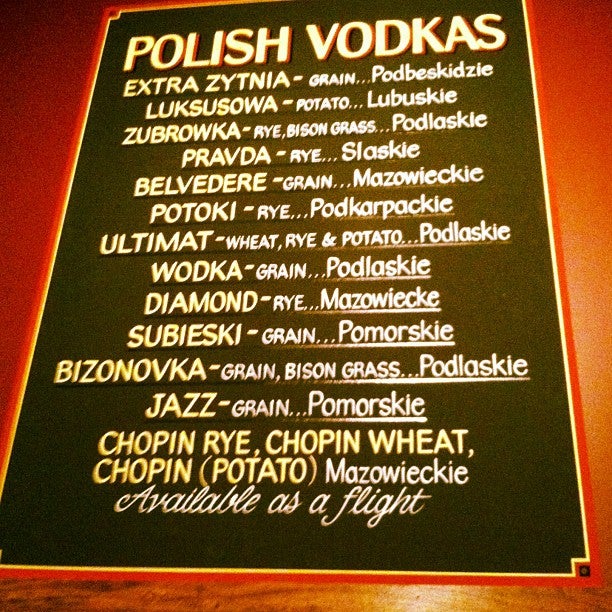 POLISH VODKAS
EXTRA ZYTNIA - GRAIN...Podbeskidzie
LUKSUSOWA - POTATO... Lubuskie
ZUBROWKA - RYE, BISON GRASS... Podlaskie
PRAVDA - RYE... Slaskie
BELVEDERE - GRAIN...Mazowieckie
POTOKI - RYE...Podkarpackie
ULTIMAT - WHEAT, RYE & POTATO...Podlaskie
WODKA - GRAIN...Podlaskie
DIAMOND - RYE...Mazowiecke
SUBIESKI - GRAIN...Pomorskie
BIZONOVKA - GRAIN, BISON GRASS...Podlaskie
JAZZ - GRAIN...Pomorskie
CHOPIN RYE, CHOPIN WHEAT,
CHOPIN (POTATO) Mazowieckie
Available as a flight